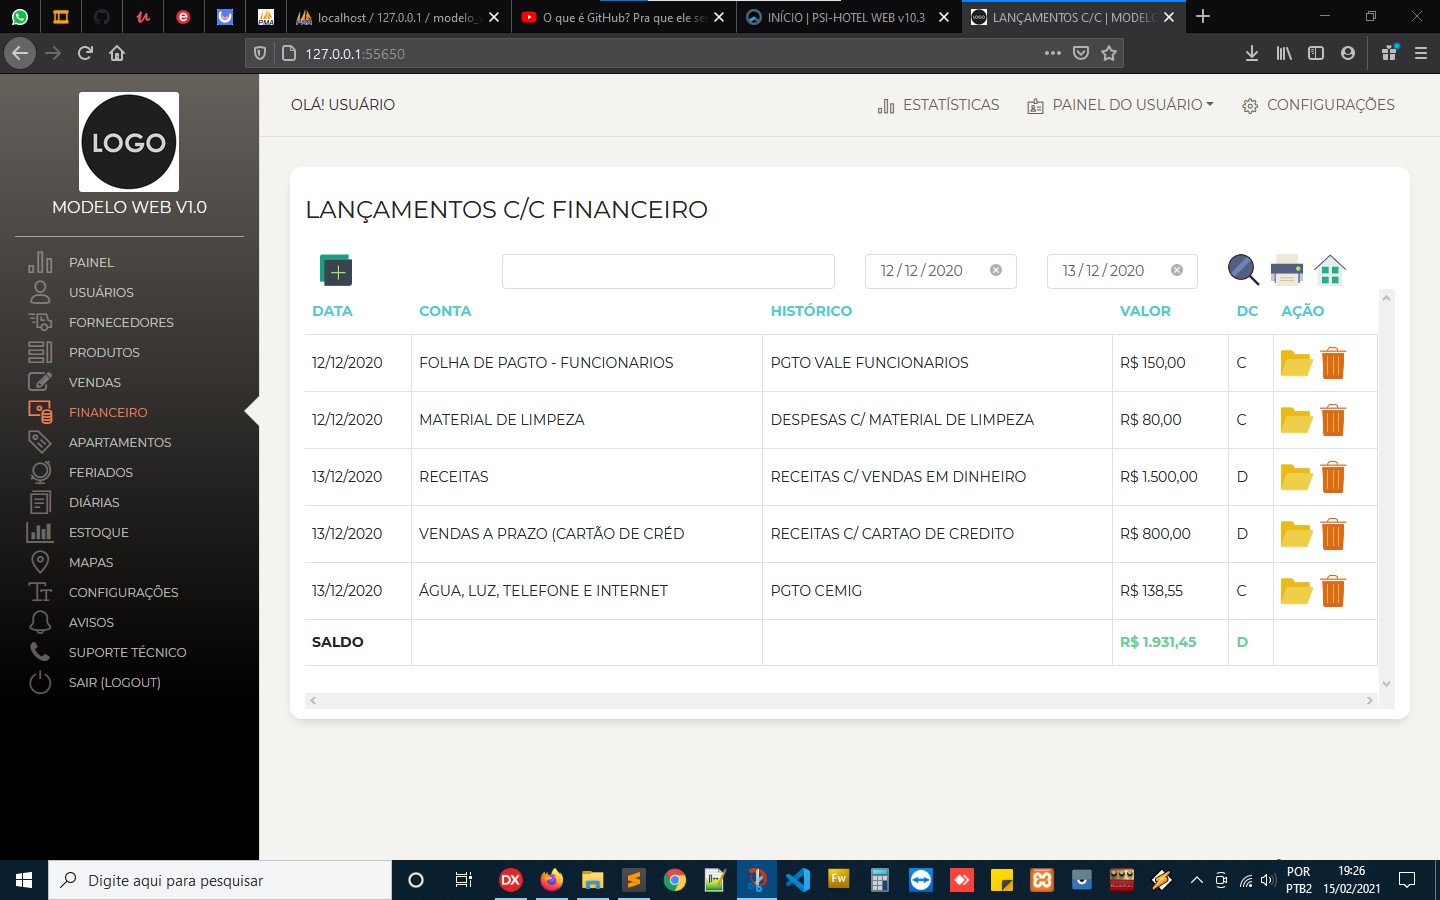 localhost / 127.0.0.1 / modelo_
O que é GitHub? Pra que ele se
INÍCIO | PSI-HOTEL WEB v10.3
LANÇAMENTOS C/C | MODELO
127.0.0.1:55650
LOGO
MODELO WEB V1.0
PAINEL
USUÁRIOS
FORNECEDORES
PRODUTOS
VENDAS
FINANCEIRO
APARTAMENTOS
FERIADOS
DIÁRIAS
ESTOQUE
MAPAS
CONFIGURAÇÕES
AVISOS
SUPORTE TÉCNICO
SAIR (LOGOUT)
OLÁ! USUÁRIO
ESTATÍSTICAS
PAINEL DO USUÁRIO
CONFIGURAÇÕES
LANÇAMENTOS C/C FINANCEIRO
12 / 12 / 2020
13 / 12 / 2020
DATA CONTA HISTÓRICO VALOR DC AÇÃO
12/12/2020 FOLHA DE PAGTO - FUNCIONARIOS PGTO VALE FUNCIONARIOS R$ 150,00 C
12/12/2020 MATERIAL DE LIMPEZA DESPESAS C/ MATERIAL DE LIMPEZA R$ 80,00 C
13/12/2020 RECEITAS RECEITAS C/ VENDAS EM DINHEIRO R$ 1.500,00 D
13/12/2020 VENDAS A PRAZO (CARTÃO DE CRÉD RECEITAS C/ CARTAO DE CREDITO R$ 800,00 D
13/12/2020 ÁGUA, LUZ, TELEFONE E INTERNET PGTO CEMIG R$ 138,55 C
SALDO R$ 1.931,45 D
Digite aqui para pesquisar
DX
Fw
POR
PTB2
19:26
15/02/2021